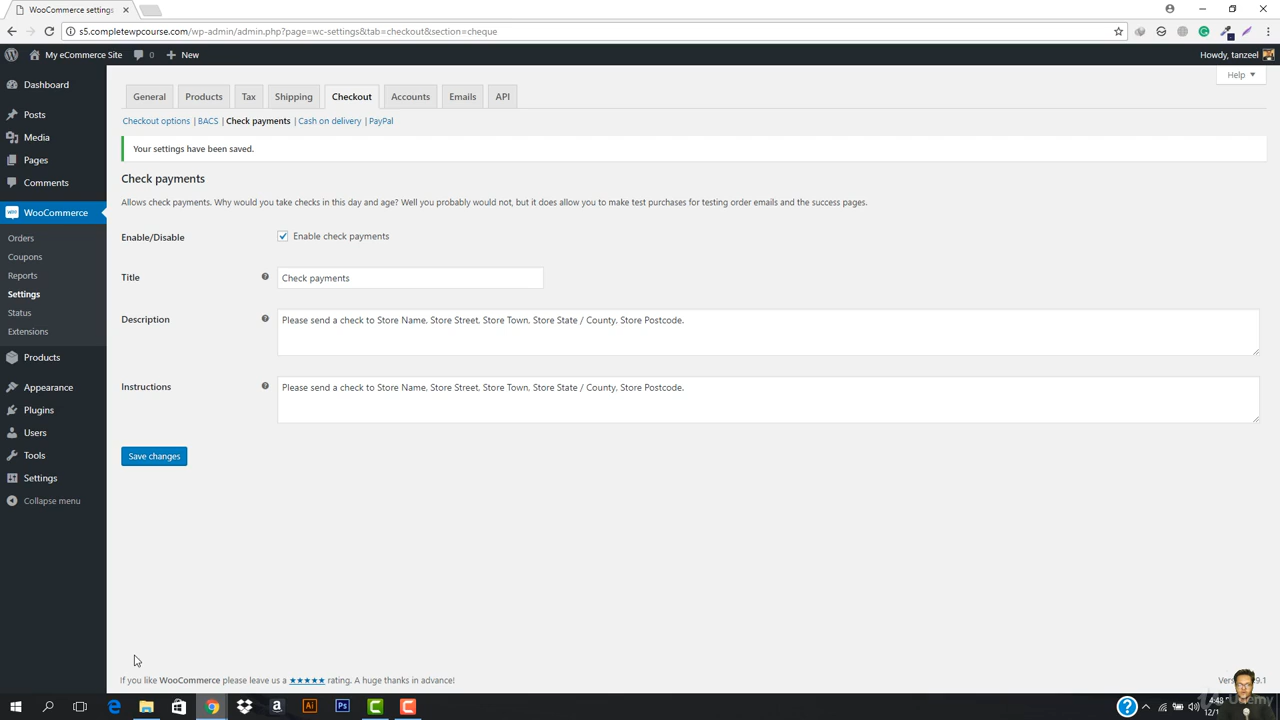 WooCommerce settings
s5.completewpcourse.com/wp-admin/admin.php?page=wc-settings&tab=checkout&section=cheque
My eCommerce Site 0 New Howdy, tanzeel
Help
Dashboard
Posts
Media
Pages
Comments
WooCommerce
Orders
Coupons
Reports
Settings
Status
Extensions
Products
Appearance
Plugins
Users
Tools
Settings
Collapse menu
General Products Tax Shipping Checkout Accounts Emails API
Checkout options | BACS | Check payments | Cash on delivery | PayPal
Your settings have been saved.
Check payments
Allows check payments. Why would you take checks in this day and age? Well you probably would not, but it does allow you to make test purchases for testing order emails and the success pages.
Enable/Disable Enable check payments
Title Check payments
Description Please send a check to Store Name, Store Street, Store Town, Store State / County, Store Postcode.
Instructions Please send a check to Store Name, Store Street, Store Town, Store State / County, Store Postcode.
Save changes
If you like WooCommerce please leave us a ★★★★★ rating. A huge thanks in advance!
Ai Ps
Udemy